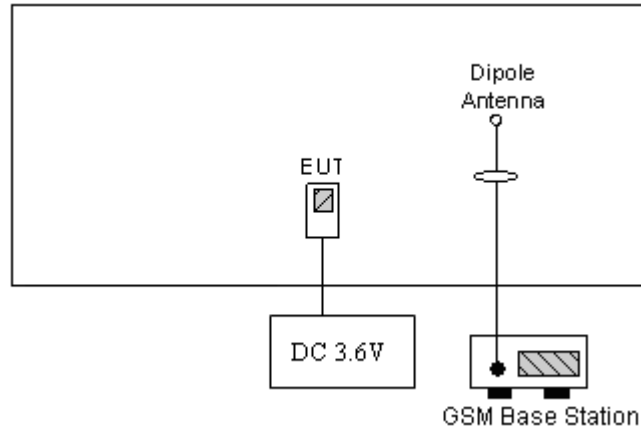 Dipole
Antenna
EUT
DC 3.6V
GSM Base Station